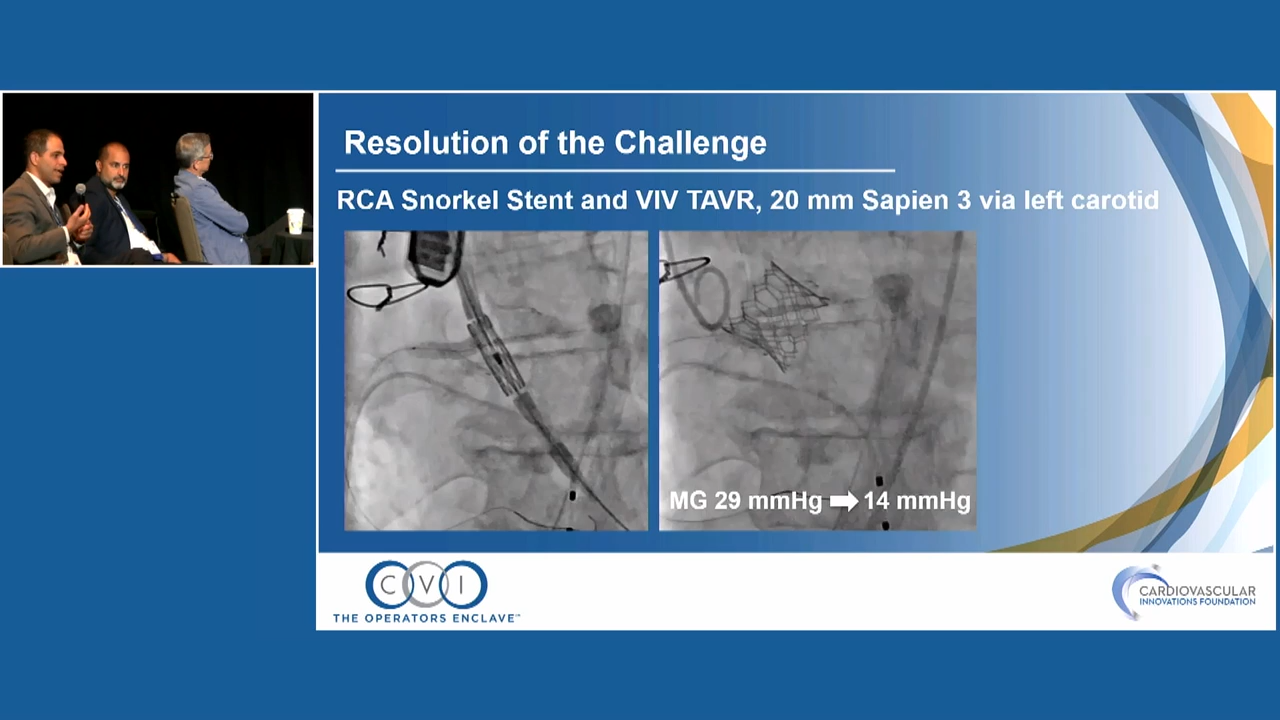 Resolution of the Challenge
RCA Snorkel Stent and VIV TAVR, 20 mm Sapien 3 via left carotid
MG 29 mmHg ➡ 14 mmHg
CVI
THE OPERATORS ENCLAVE™
CARDIOVASCULAR
INNOVATIONS FOUNDATION